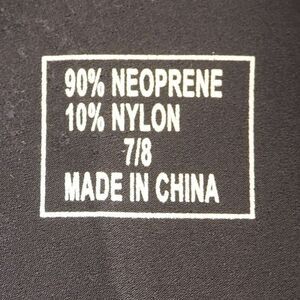 90% NEOPRENE
10% NYLON
7/8
MADE IN CHINA